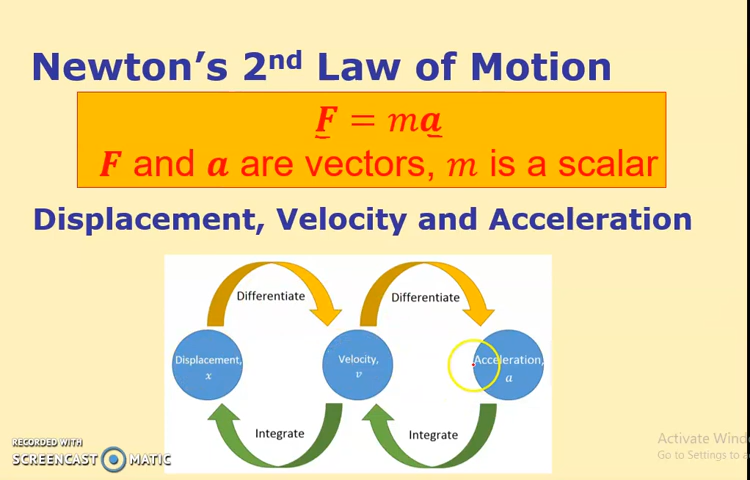 Newton's 2nd Law of Motion
F = ma
F and a are vectors, m is a scalar
Displacement, Velocity and Acceleration
Differentiate
Differentiate
Displacement,
x
Velocity,
v
Acceleration,
a
Integrate
Integrate
RECORDED WITH
SCREENCAST MATIC
Activate Wind
Go to Settings to a